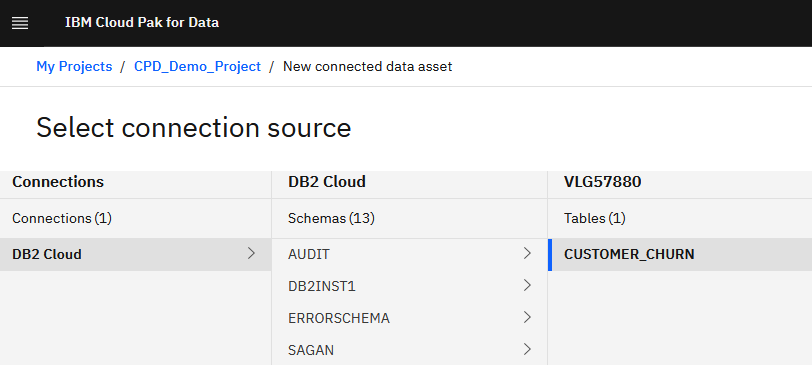 IBM Cloud Pak for Data
My Projects / CPD_Demo_Project / New connected data asset
Select connection source
Connections
Connections (1)
DB2 Cloud
DB2 Cloud
Schemas (13)
AUDIT
DB2INST1
ERRORSCHEMA
SAGAN
VLG57880
Tables (1)
CUSTOMER_CHURN